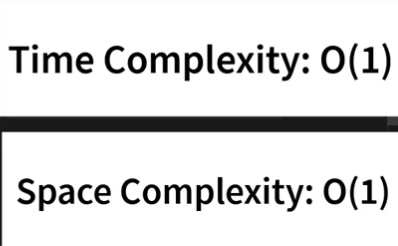 Time Complexity: O(1)
Space Complexity: O(1)